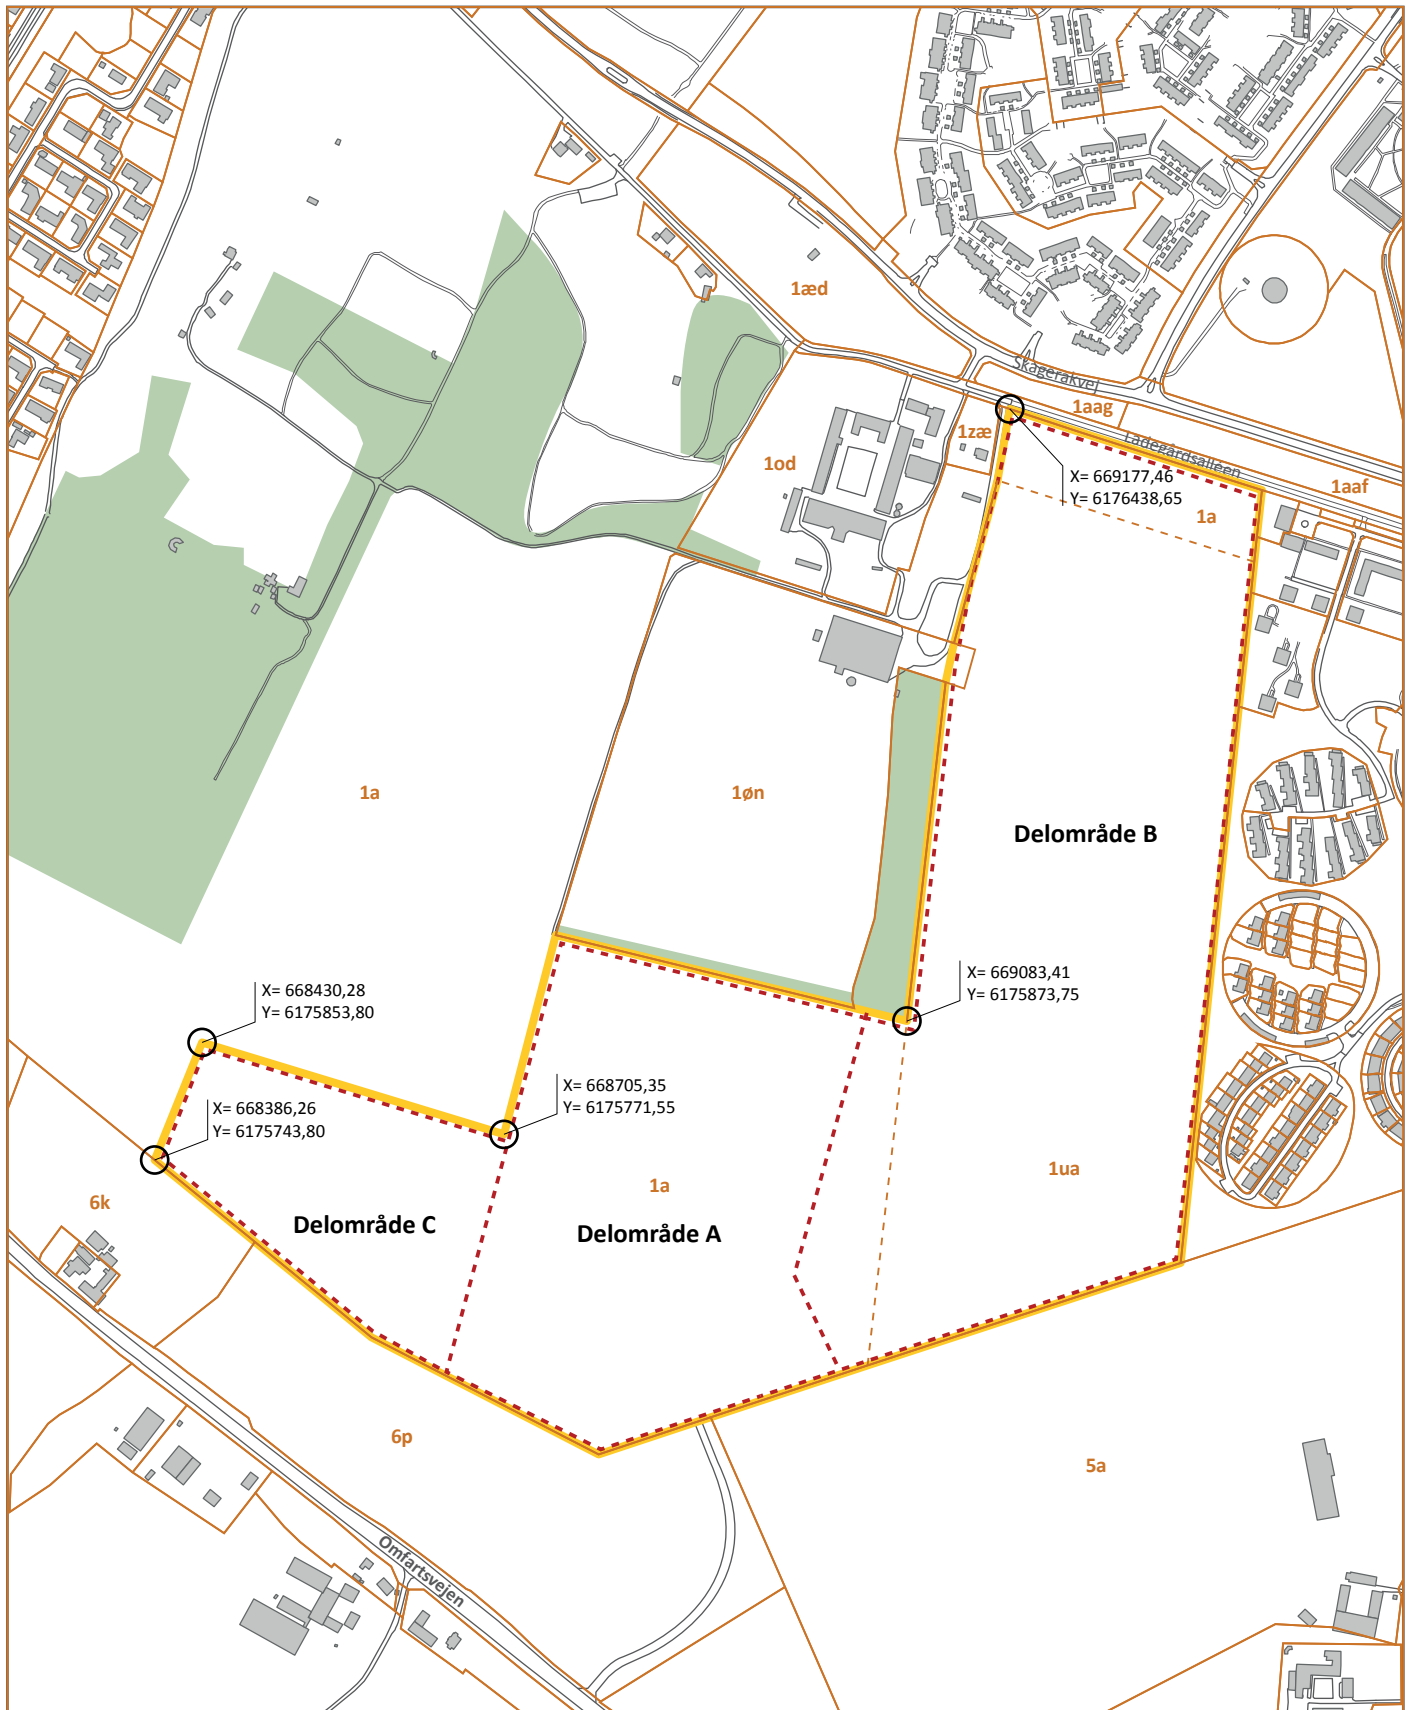 1æd
Skagerakvej
1aag
1zæ
Ladegårdsalléen
1od
X= 669177,46
Y= 6176438,65
1aaf
1a
1a
1øn
Delområde B
X= 669083,41
Y= 6175873,75
X= 668430,28
Y= 6175853,80
X= 668705,35
Y= 6175771,55
X= 668386,26
Y= 6175743,80
1ua
1a
6k
Delområde C
Delområde A
6p
5a
Omfartsvejen